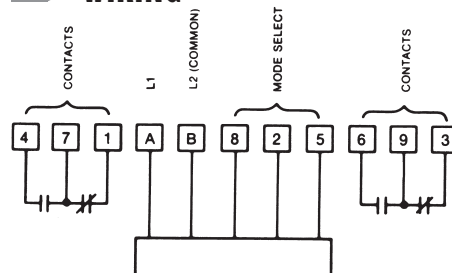 CONTACTS
L1
L2 (COMMON)
MODE SELECT
CONTACTS
4 7 1 A B 8 2 5 6 9 3